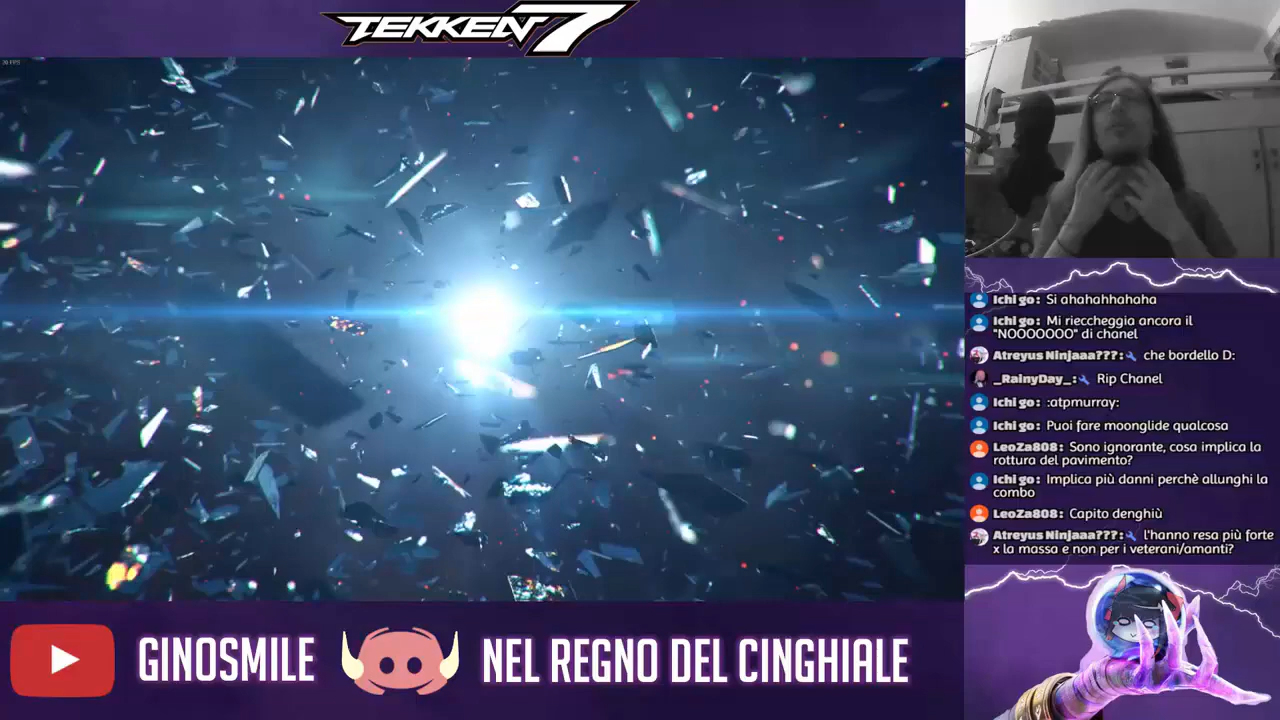 TEKKEN 7
Ichi go: Si ahahahhahaha
Ichi go: Mi rieccheggia ancora il
"NOOOOOOO" di chanel
Atreyus Ninjaaa???: che bordello D:
_RainyDay_: Rip Chanel
Ichi go: :atpmurray:
Ichi go: Puoi fare moonglide qualcosa
LeoZa808: Sono ignorante, cosa implica la
rottura del pavimento?
Ichi go: Implica più danni perchè allunghi la
combo
LeoZa808: Capito denghiù
Atreyus Ninjaaa???: l'hanno resa più forte
x la massa e non per i veterani/amanti?
GINOSMILE
NEL REGNO DEL CINGHIALE